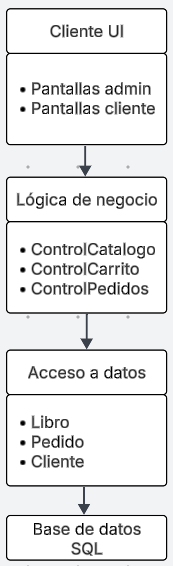 Cliente UI
• Pantallas admin
• Pantallas cliente
Lógica de negocio
• ControlCatalogo
• ControlCarrito
• ControlPedidos
Acceso a datos
• Libro
• Pedido
• Cliente
Base de datos
SQL